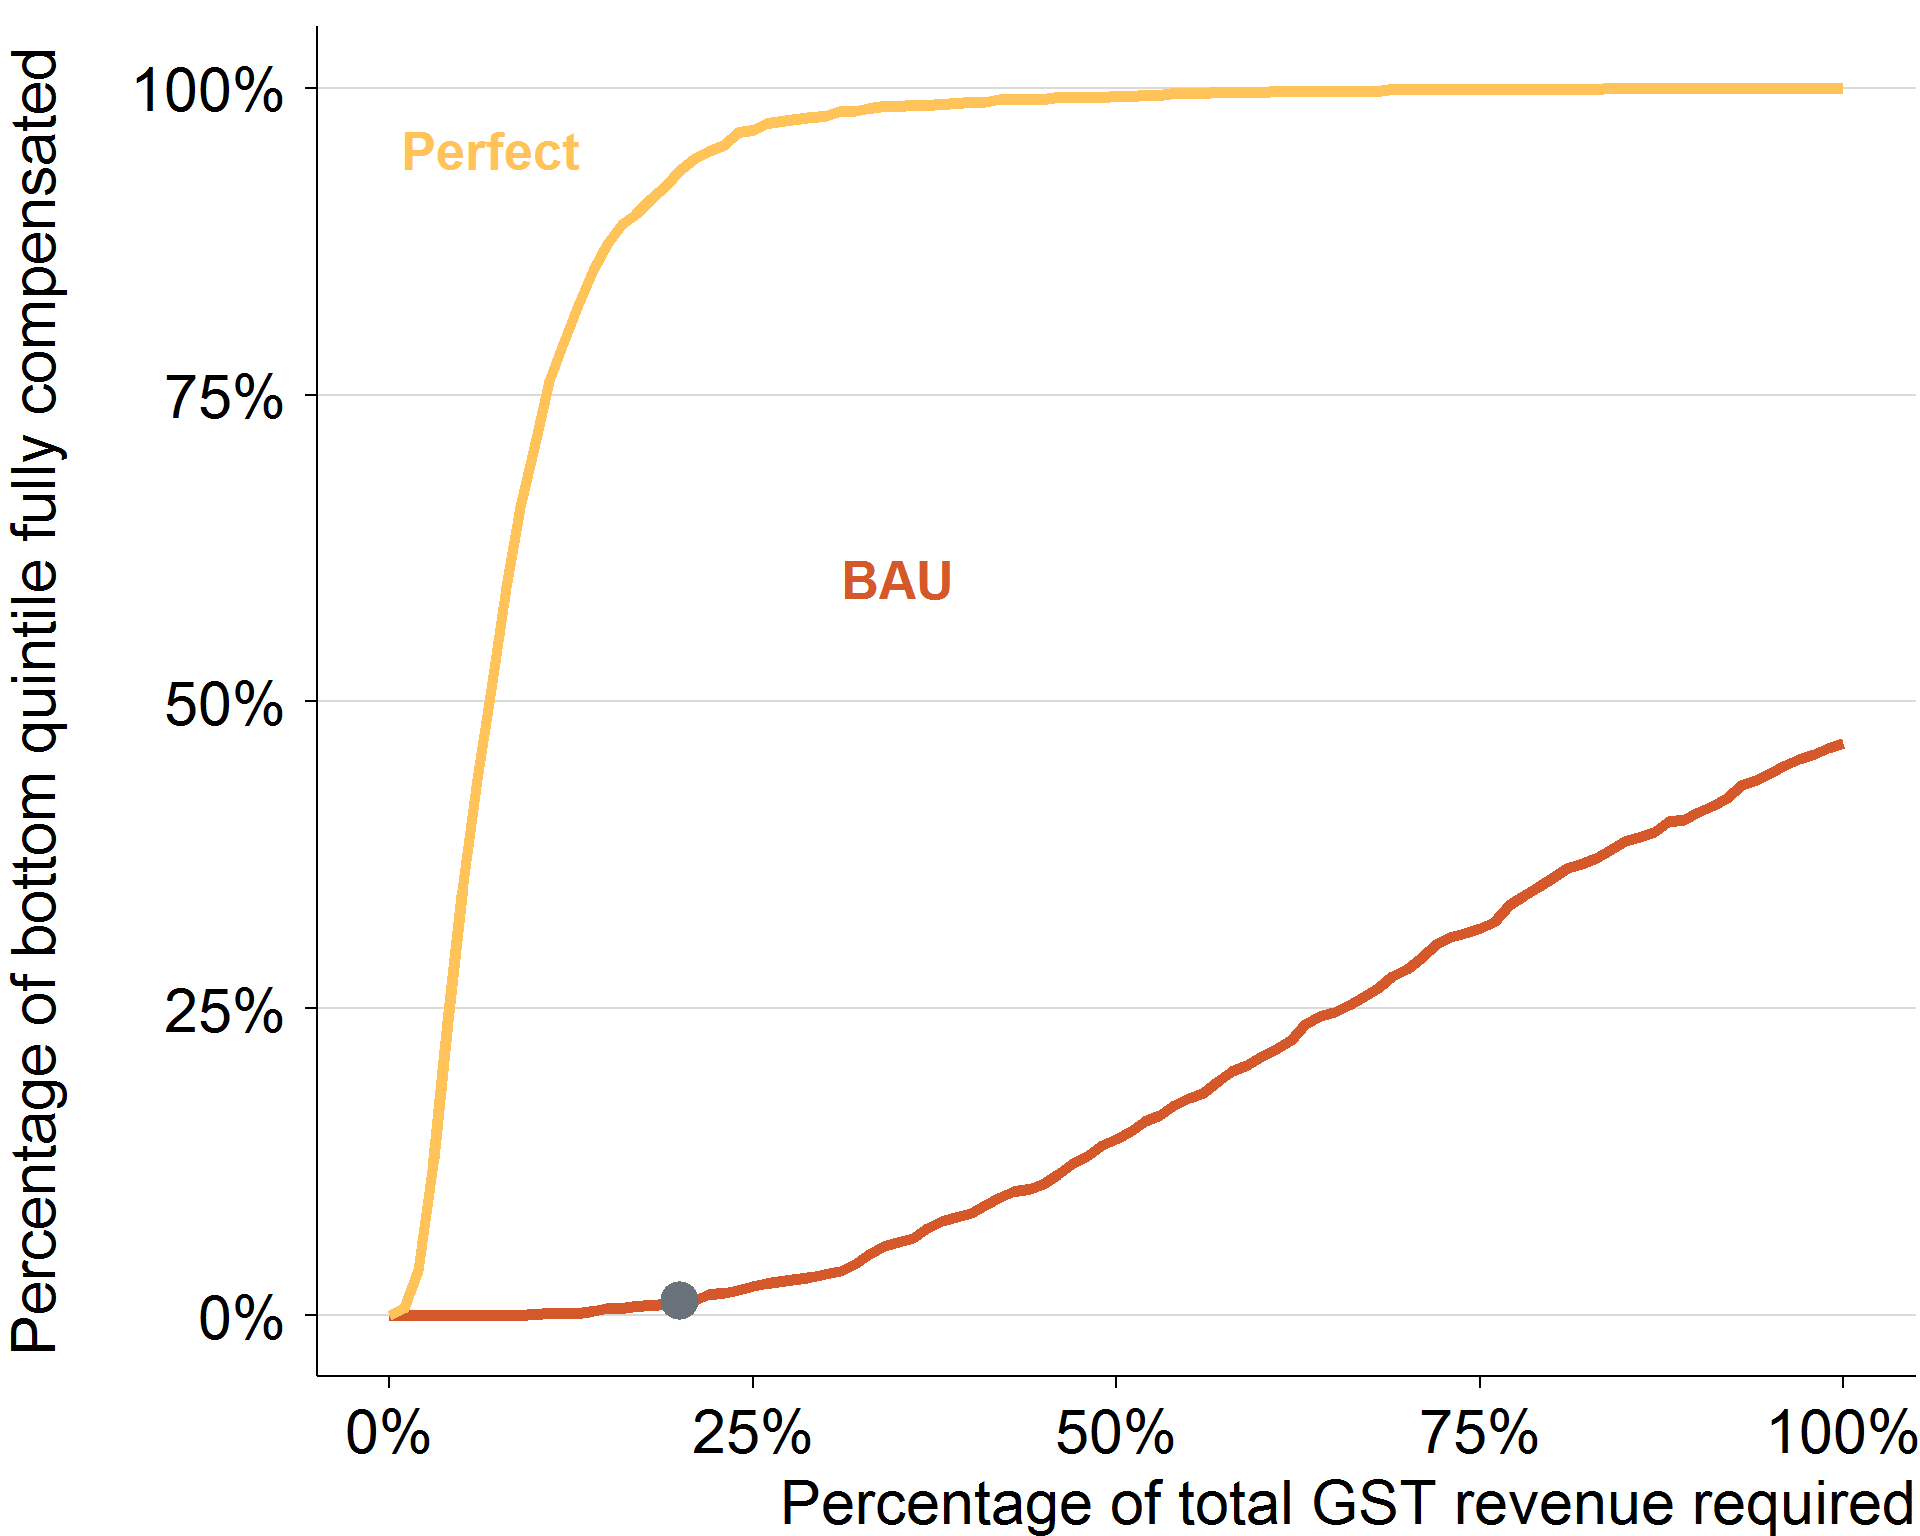 Percentage of bottom quintile fully compensated
100%
75%
50%
25%
0%
Perfect
BAU
0%
25%
50%
75%
100%
Percentage of total GST revenue required